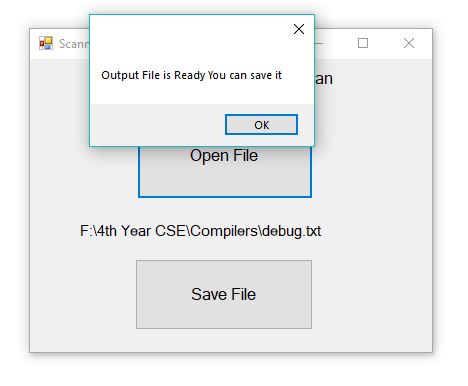 Scann
Output File is Ready You can save it
an
OK
Open File
F:\4th Year CSE\Compilers\debug.txt
Save File